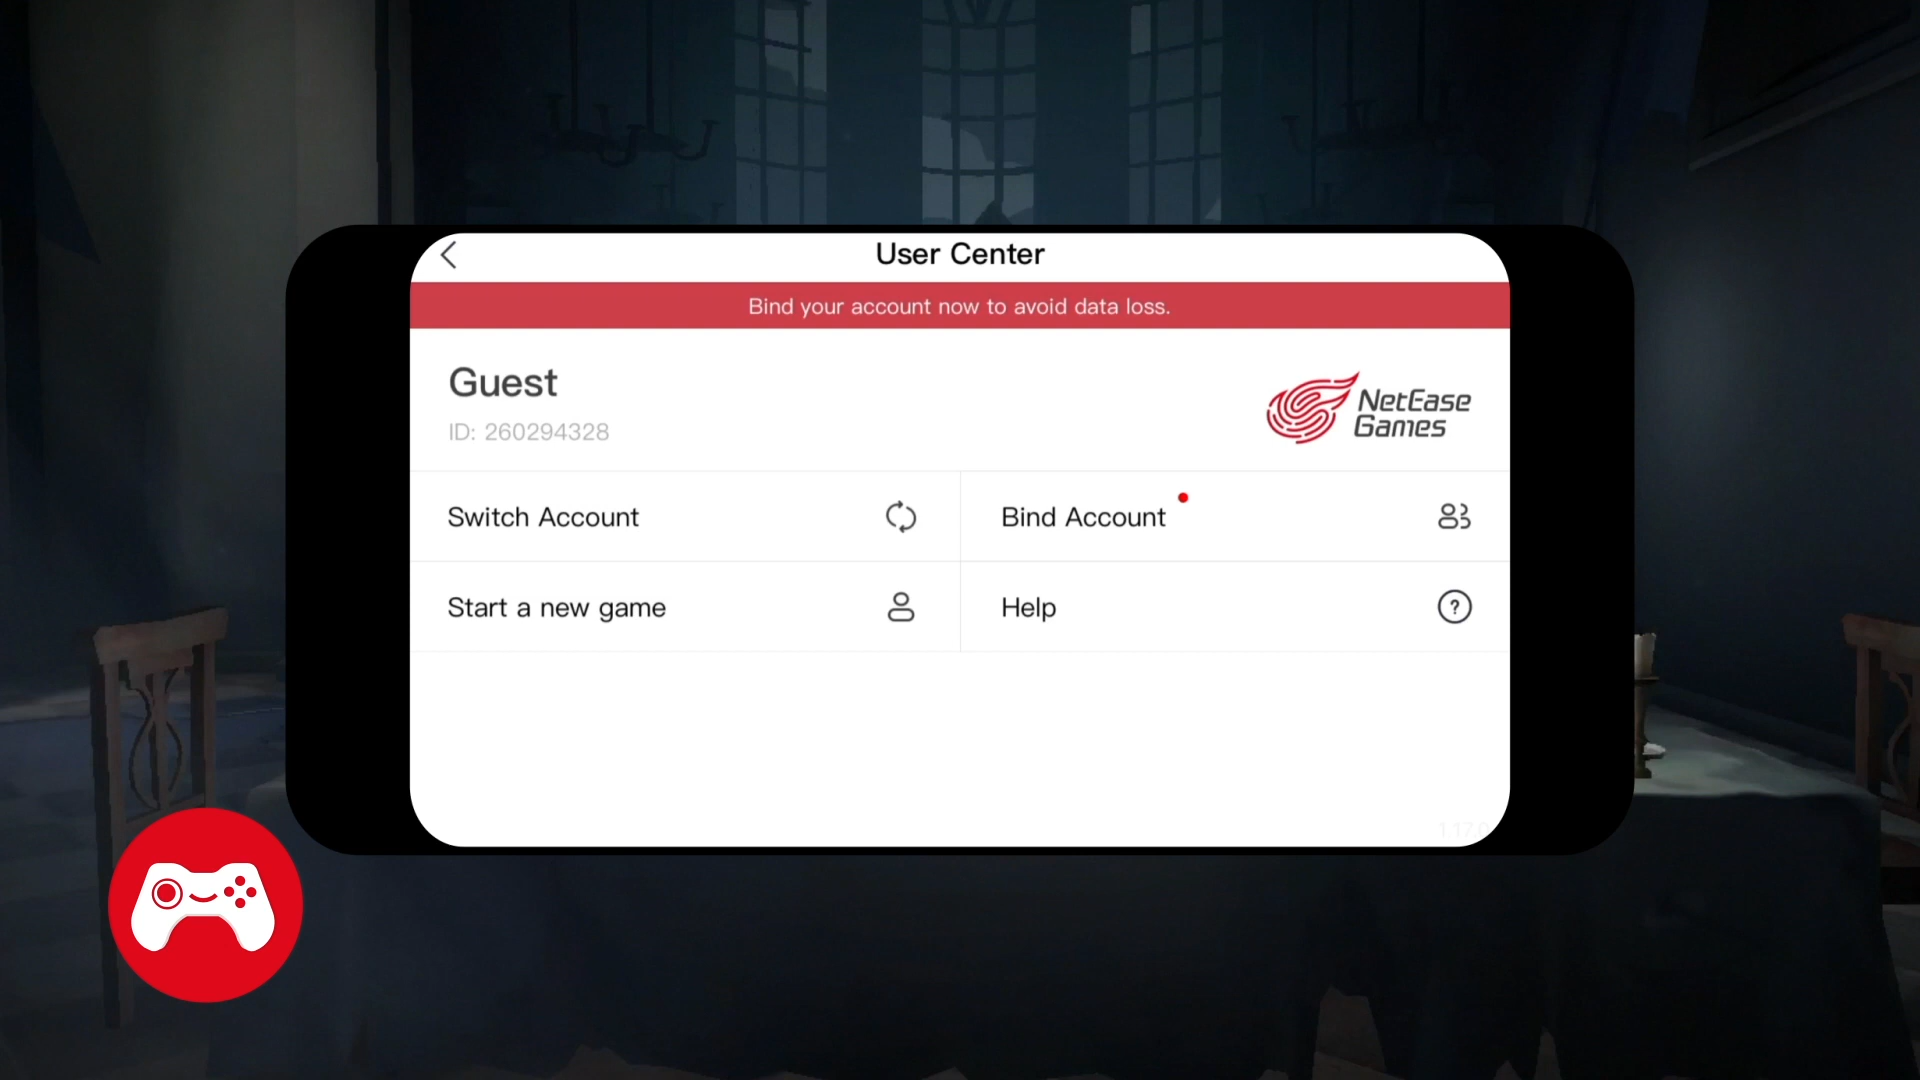 User Center
Bind your account now to avoid data loss.
Guest
ID: 260294328
NetEase
Games
Switch Account
Bind Account
Start a new game
Help